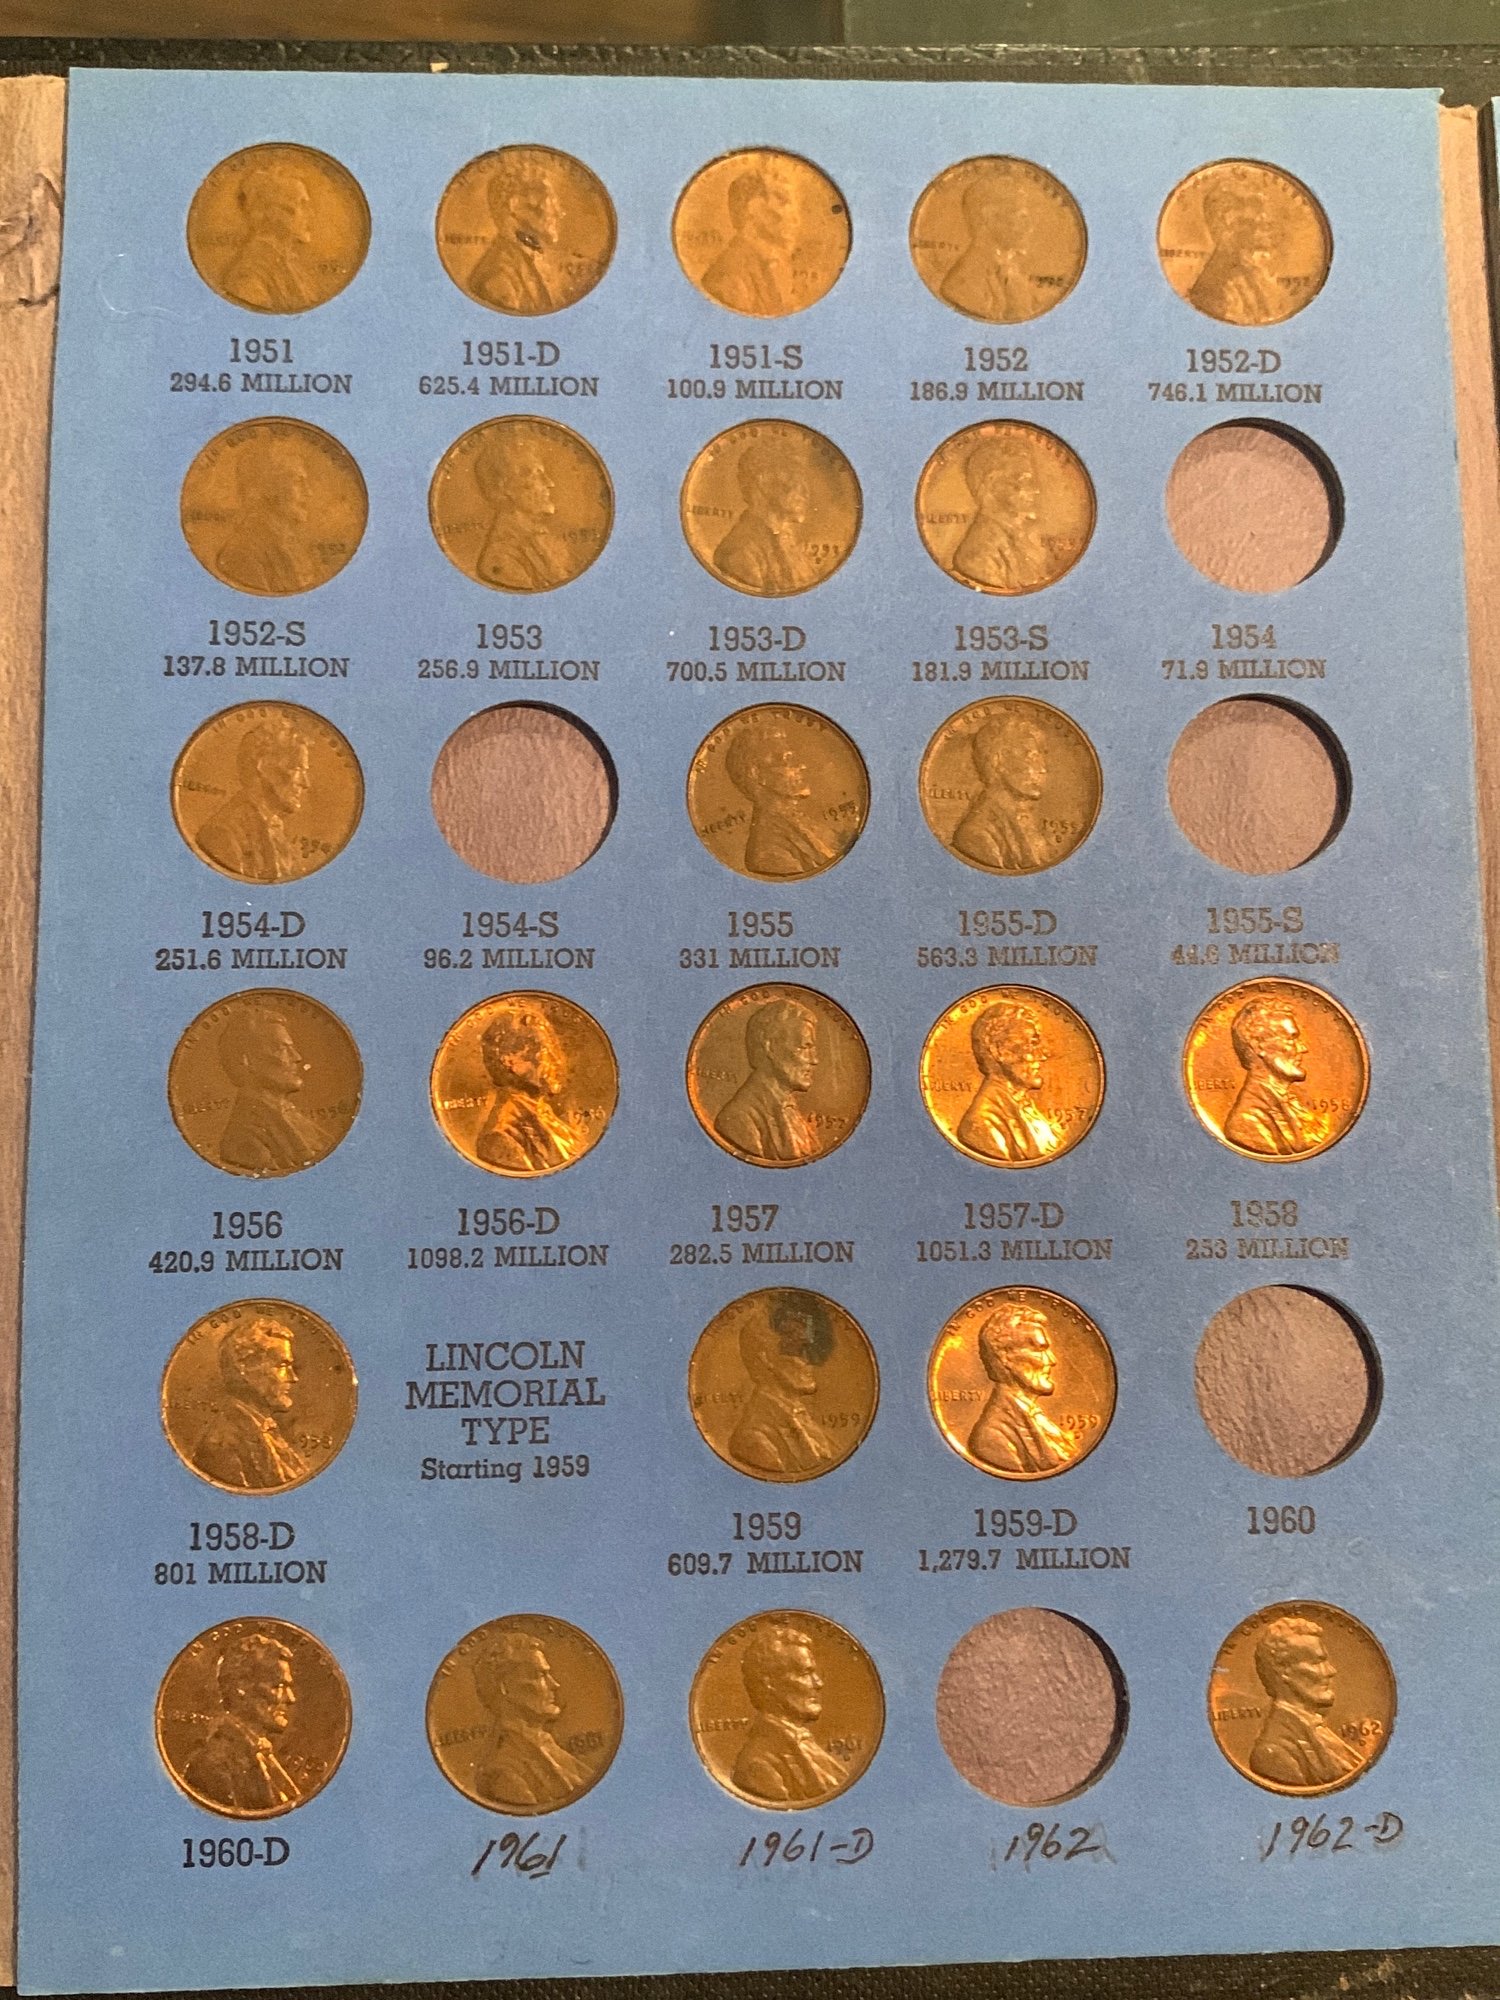 1951
294.6 MILLION
1951-D
625.4 MILLION
1951-S
100.9 MILLION
1952
186.9 MILLION
1952-D
746.1 MILLION
1952-S
137.8 MILLION
1953
256.9 MILLION
1953-D
700.5 MILLION
1953-S
181.9 MILLION
1954
71.9 MILLION
1954-D
251.6 MILLION
1954-S
96.2 MILLION
1955
331 MILLION
1955-D
563.3 MILLION
1955-S
44.6 MILLION
1956
420.9 MILLION
1956-D
1098.2 MILLION
1957
282.5 MILLION
1957-D
1051.3 MILLION
1958
253 MILLION
1958-D
801 MILLION
LINCOLN
MEMORIAL
TYPE
Starting 1959
1959
609.7 MILLION
1959-D
1,279.7 MILLION
1960
1960-D
1961
1961-D
1962
1962-D